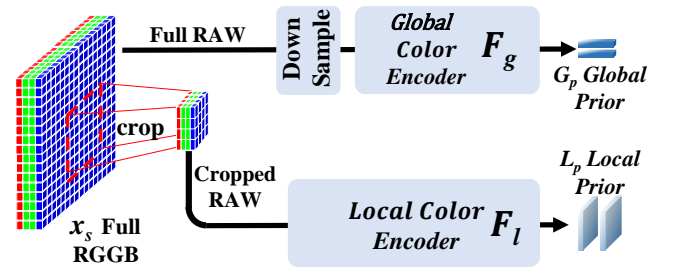 Full RAW
Down
Sample
Global
Color
Encoder
F_g
G_p Global
Prior
crop
Cropped
RAW
x_s Full
RGGB
Local Color
Encoder
F_l
L_p Local
Prior